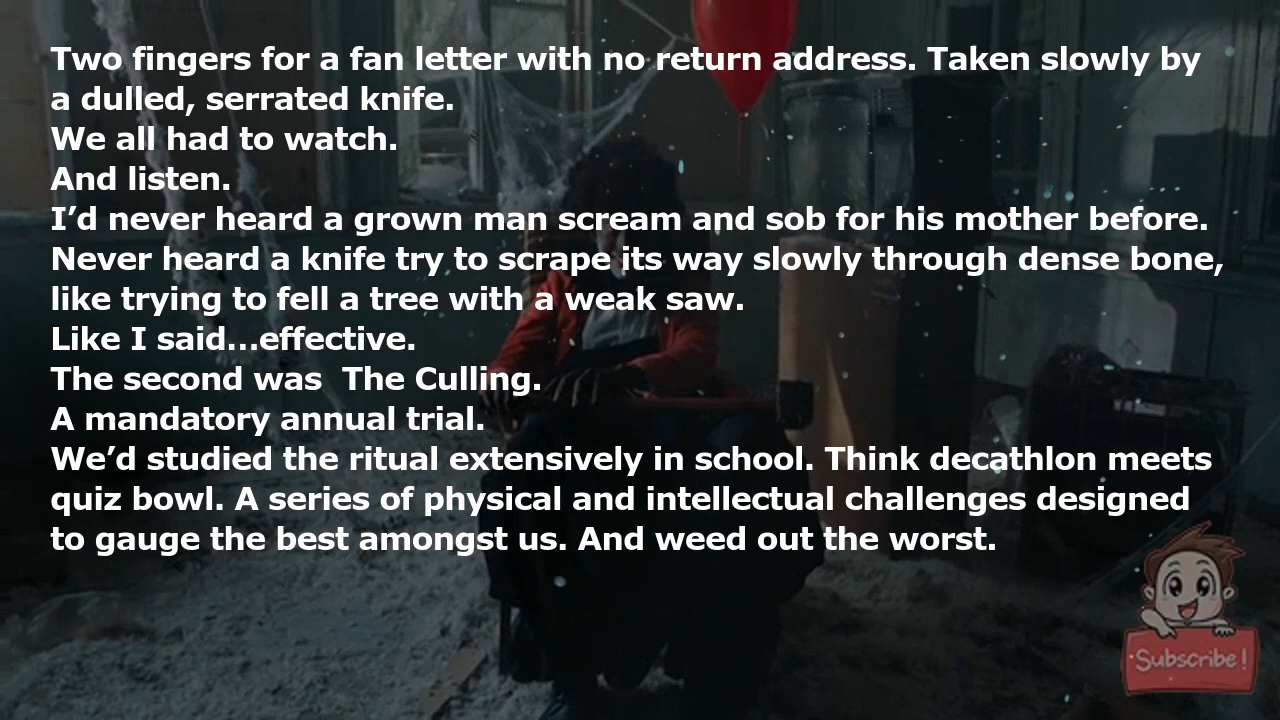 Two fingers for a fan letter with no return address. Taken slowly by
a dulled, serrated knife.
We all had to watch.
And listen.
I’d never heard a grown man scream and sob for his mother before.
Never heard a knife try to scrape its way slowly through dense bone,
like trying to fell a tree with a weak saw.
Like I said…effective.
The second was  The Culling.
A mandatory annual trial.
We’d studied the ritual extensively in school. Think decathlon meets
quiz bowl. A series of physical and intellectual challenges designed
to gauge the best amongst us. And weed out the worst.
Subscribe!